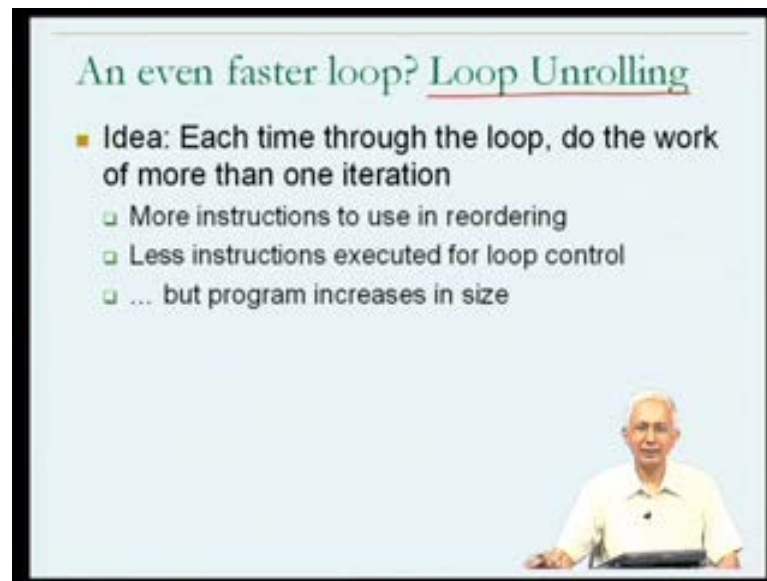 An even faster loop? Loop Unrolling
Idea: Each time through the loop, do the work
of more than one iteration
More instructions to use in reordering
Less instructions executed for loop control
... but program increases in size